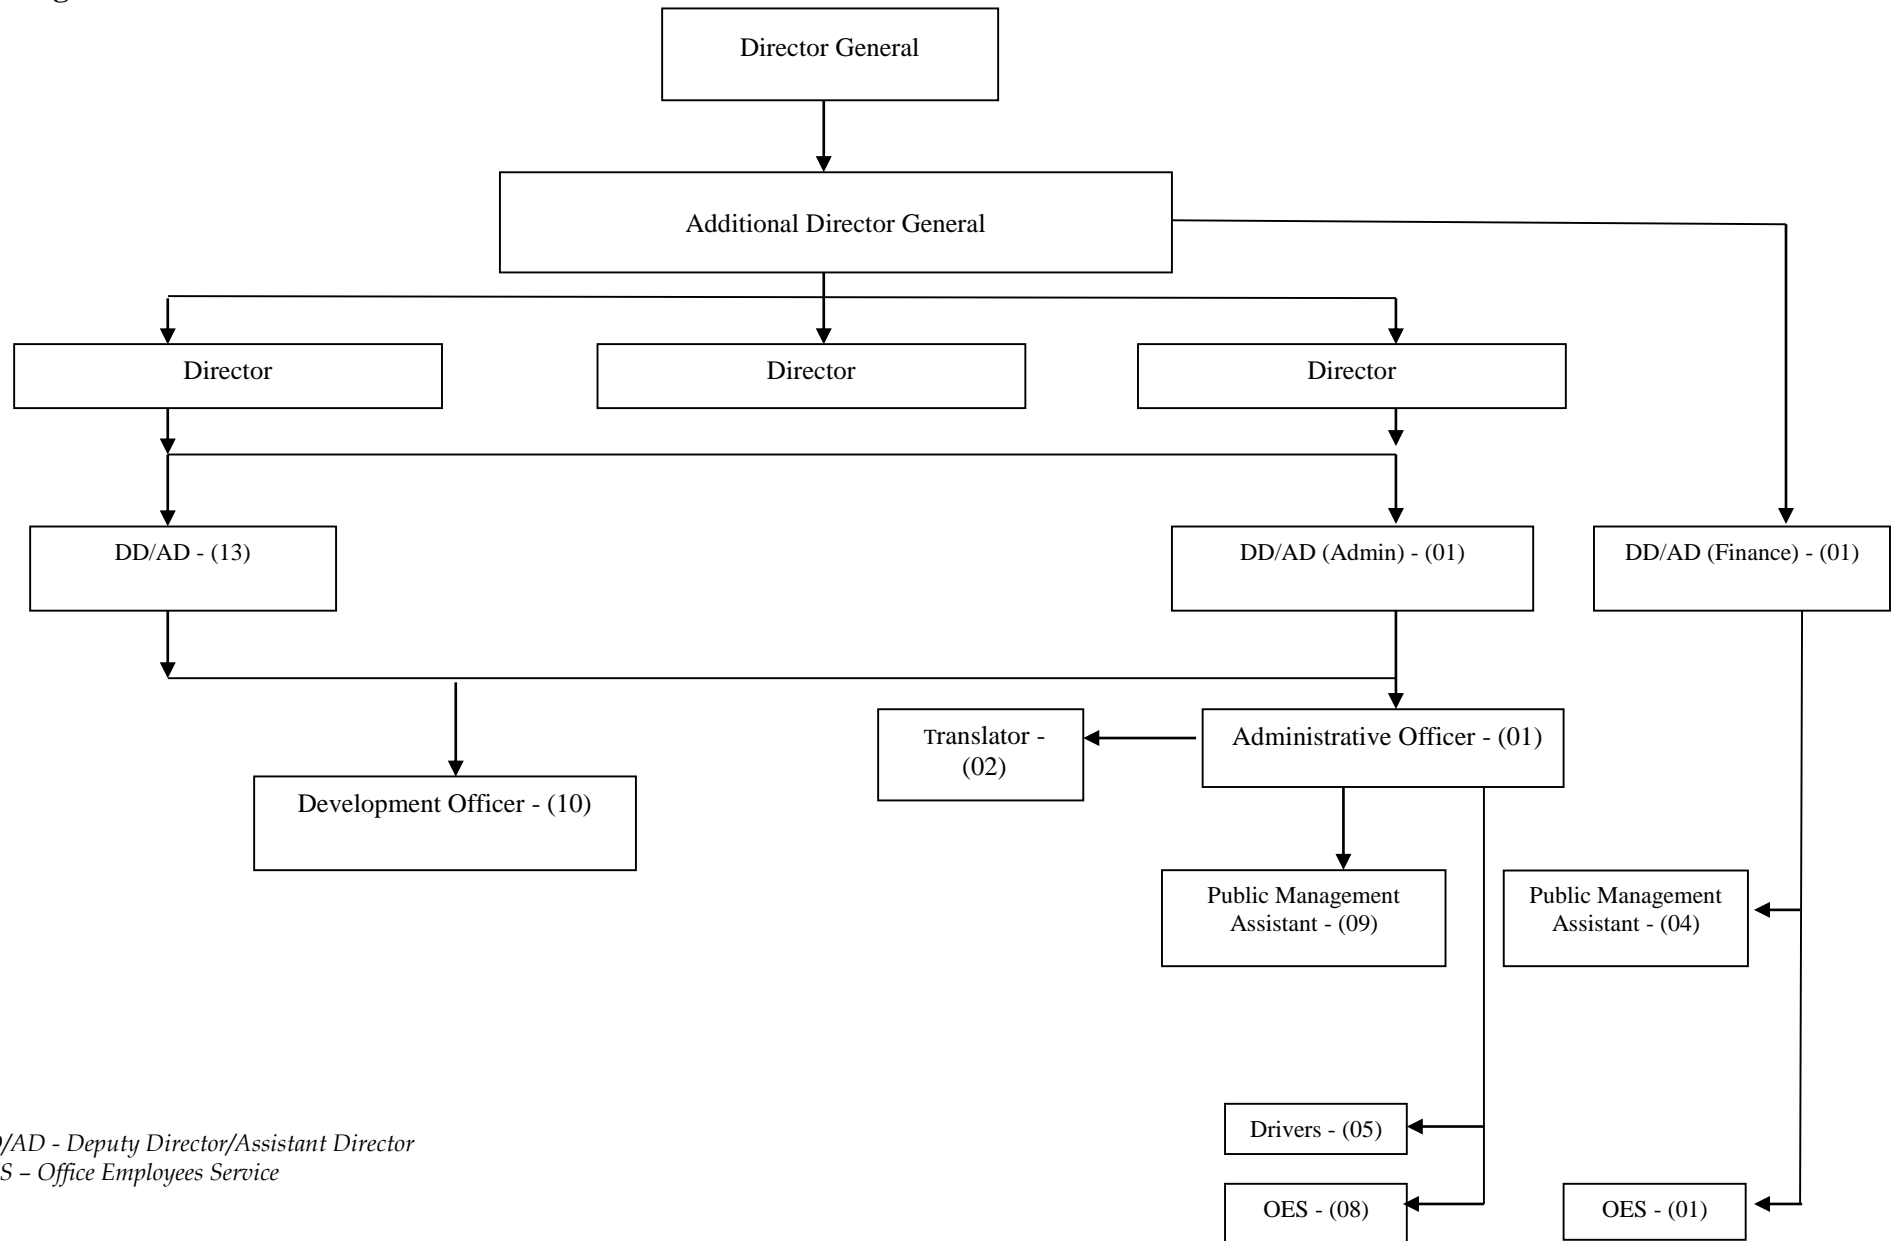 Director General
Additional Director General
Director
Director
Director
DD/AD - (13)
DD/AD (Admin) - (01)
DD/AD (Finance) - (01)
Translator -
(02)
Administrative Officer - (01)
Development Officer - (10)
Public Management
Assistant - (09)
Public Management
Assistant - (04)
Drivers - (05)
/AD - Deputy Director/Assistant Director
S – Office Employees Service
OES - (08)
OES - (01)